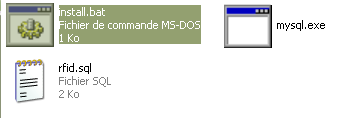 install.bat
Fichier de commande MS-DOS
1 Ko
mysql.exe
rfid.sql
Fichier SQL
2 Ko